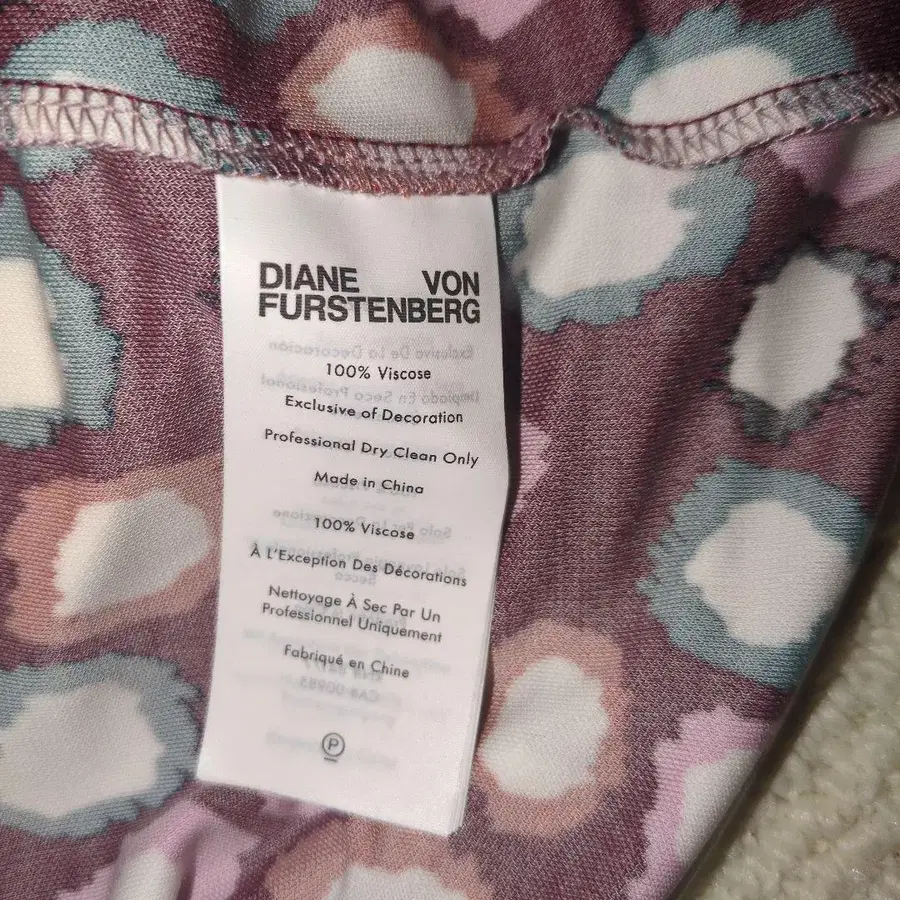 DIANE VON
FURSTENBERG
100% Viscose
Exclusive of Decoration
Professional Dry Clean Only
Made in China
100% Viscose
À L'Exception Des Décorations
Nettoyage À Sec Par Un
Professionnel Uniquement
Fabriqué en Chine
P